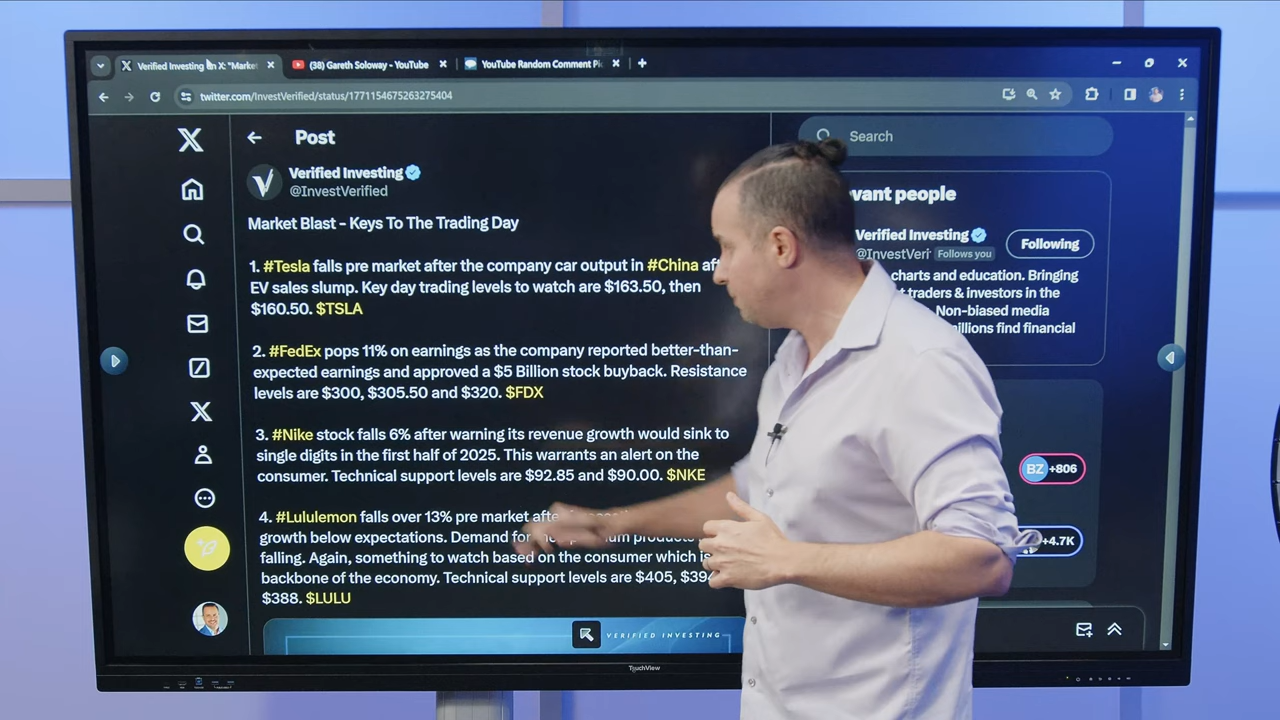 Verified Investing on X: "Marke
(38) Gareth Soloway - YouTube
YouTube Random Comment Pi
twitter.com/InvestVerified/status/1771154675263275404
Post
Search
Verified Investing
@InvestVerified
Market Blast - Keys To The Trading Day
1. #Tesla falls pre market after the company car output in #China aft
EV sales slump. Key day trading levels to watch are $163.50, then
$160.50. $TSLA
2. #FedEx pops 11% on earnings as the company reported better-than-
expected earnings and approved a $5 Billion stock buyback. Resistance
levels are $300, $305.50 and $320. $FDX
3. #Nike stock falls 6% after warning its revenue growth would sink to
single digits in the first half of 2025. This warrants an alert on the
consumer. Technical support levels are $92.85 and $90.00. $NKE
4. #Lululemon falls over 13% pre market afte
growth below expectations. Demand for products
falling. Again, something to watch based on the consumer which is
backbone of the economy. Technical support levels are $405, $394
$388. $LULU
VERIFIED INVESTING
vant people
Verified Investing
@InvestVeri Follows you
Following
charts and education. Bringing
traders & investors in the
Non-biased media
illions find financial
BZ +806
+4.7K
TouchView